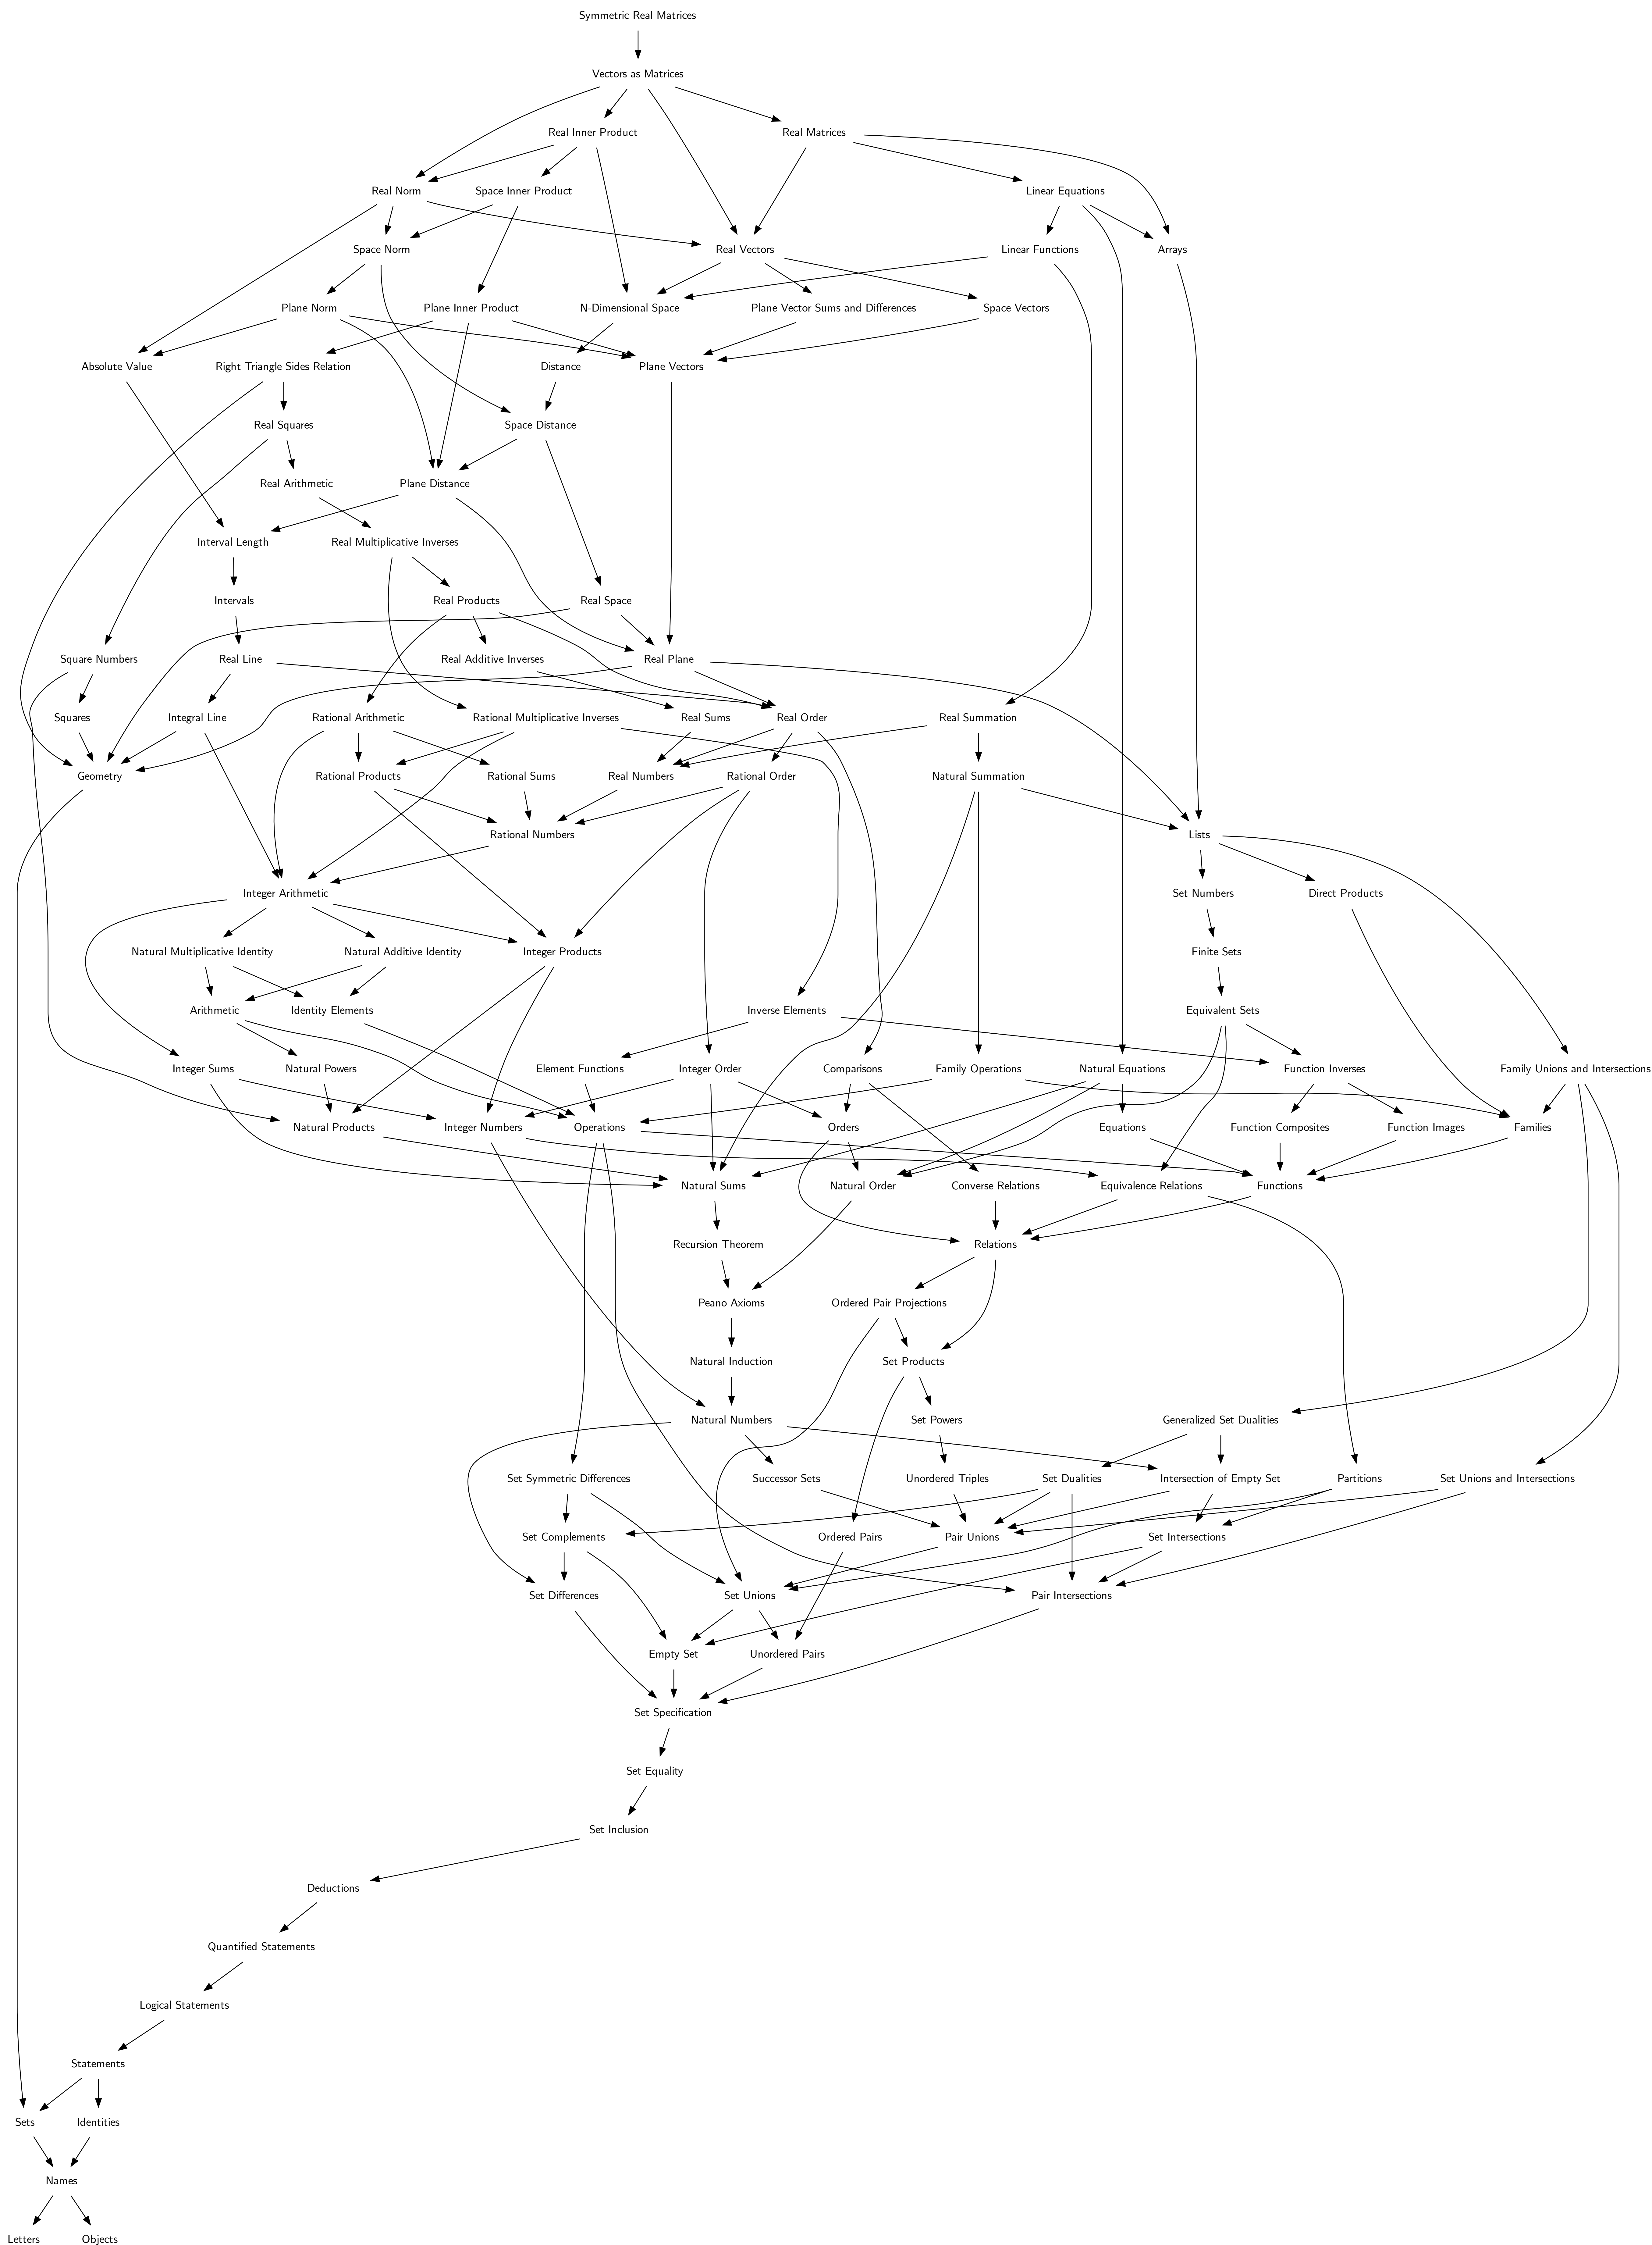 Symmetric Real Matrices
Vectors as Matrices
Real Inner Product
Real Matrices
Real Norm
Space Inner Product
Linear Equations
Space Norm
Real Vectors
Linear Functions
Arrays
Plane Norm
Plane Inner Product
N-Dimensional Space
Plane Vector Sums and Differences
Space Vectors
Absolute Value
Right Triangle Sides Relation
Distance
Plane Vectors
Real Squares
Space Distance
Real Arithmetic
Plane Distance
Interval Length
Real Multiplicative Inverses
Intervals
Real Products
Real Space
Square Numbers
Real Line
Real Additive Inverses
Real Plane
Squares
Integral Line
Rational Arithmetic
Rational Multiplicative Inverses
Real Sums
Real Order
Real Summation
Geometry
Rational Products
Rational Sums
Real Numbers
Rational Order
Natural Summation
Rational Numbers
Lists
Integer Arithmetic
Set Numbers
Direct Products
Natural Multiplicative Identity
Natural Additive Identity
Integer Products
Finite Sets
Arithmetic
Identity Elements
Inverse Elements
Equivalent Sets
Integer Sums
Natural Powers
Element Functions
Integer Order
Comparisons
Family Operations
Natural Equations
Function Inverses
Family Unions and Intersections
Natural Products
Integer Numbers
Operations
Orders
Equations
Function Composites
Function Images
Families
Natural Sums
Natural Order
Converse Relations
Equivalence Relations
Functions
Recursion Theorem
Relations
Peano Axioms
Ordered Pair Projections
Natural Induction
Set Products
Natural Numbers
Set Powers
Generalized Set Dualities
Set Symmetric Differences
Successor Sets
Unordered Triples
Set Dualities
Intersection of Empty Set
Partitions
Set Unions and Intersections
Set Complements
Ordered Pairs
Pair Unions
Set Intersections
Set Differences
Set Unions
Pair Intersections
Empty Set
Unordered Pairs
Set Specification
Set Equality
Set Inclusion
Deductions
Quantified Statements
Logical Statements
Statements
Sets
Identities
Names
Letters
Objects